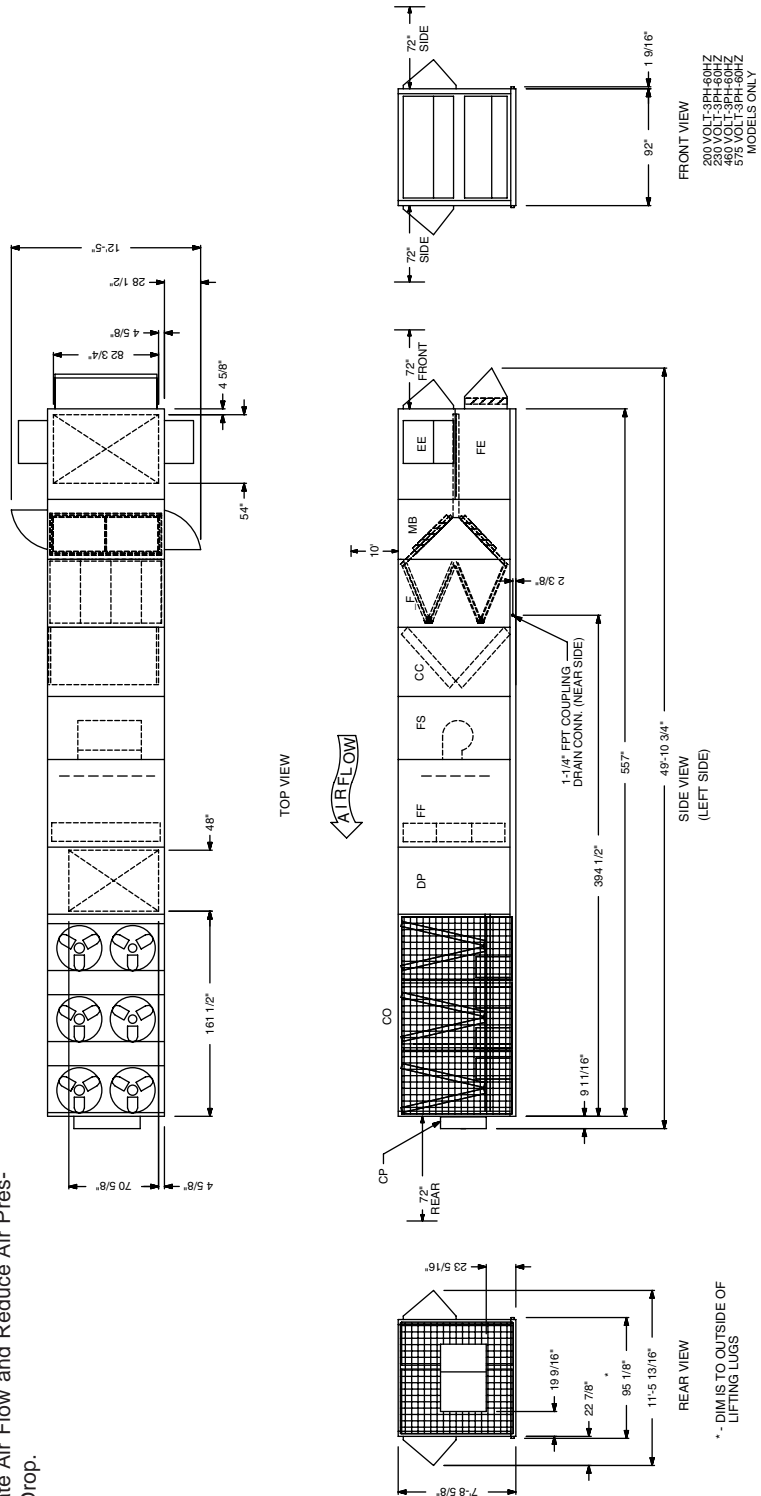 ate Air Flow and Reduce Air Pres-
Drop.
12'-5"
28 1/2"
4 5/8"
82 3/4"
4 5/8"
54"
48"
161 1/2"
70 5/8"
4 5/8"
TOP VIEW
AIRFLOW
72"
SIDE
72"
SIDE
92"
1 9/16"
FRONT VIEW
200 VOLT-3PH-60HZ
230 VOLT-3PH-60HZ
460 VOLT-3PH-60HZ
575 VOLT-3PH-60HZ
MODELS ONLY
72"
FRONT
EE
FE
MB
10'
F
CC
FS
FF
DP
CO
CP
72"
REAR
2 3/8"
1-1/4" FPT COUPLING
DRAIN CONN. (NEAR SIDE)
9 11/16"
394 1/2"
557"
49'-10 3/4"
SIDE VIEW
(LEFT SIDE)
23 5/16"
19 9/16"
22 7/8"
95 1/8" *
11'-5 13/16"
7'-8 5/8"
REAR VIEW
* - DIM IS TO OUTSIDE OF
LIFTING LUGS